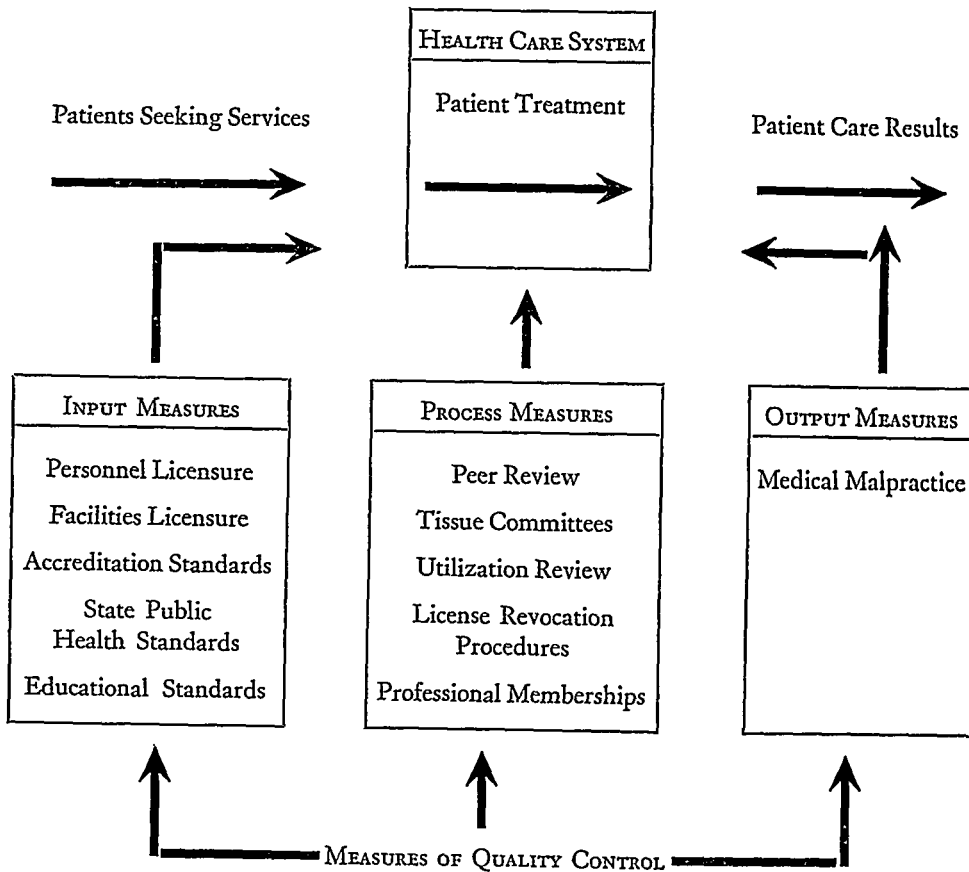 HEALTH CARE SYSTEM
Patient Treatment
Patients Seeking Services
Patient Care Results
INPUT MEASURES
Personnel Licensure
Facilities Licensure
Accreditation Standards
State Public
Health Standards
Educational Standards
PROCESS MEASURES
Peer Review
Tissue Committees
Utilization Review
License Revocation
Procedures
Professional Memberships
OUTPUT MEASURES
Medical Malpractice
MEASURES OF QUALITY CONTROL